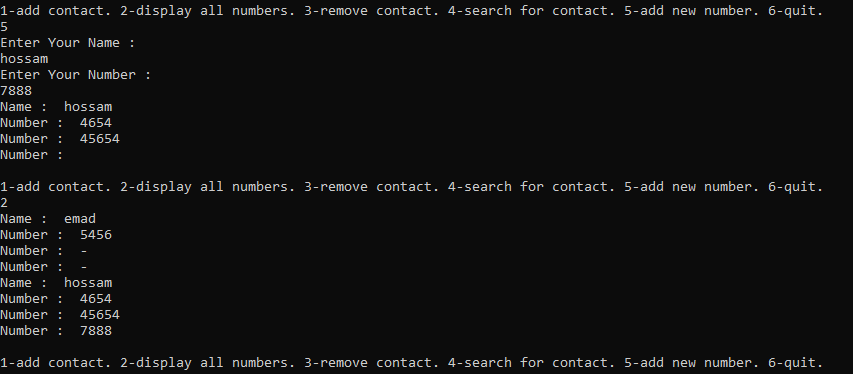 1-add contact. 2-display all numbers. 3-remove contact. 4-search for contact. 5-add new number. 6-quit.
5
Enter Your Name :
hossam
Enter Your Number :
7888
Name :  hossam
Number :  4654
Number :  45654
Number :
1-add contact. 2-display all numbers. 3-remove contact. 4-search for contact. 5-add new number. 6-quit.
2
Name :  emad
Number :  5456
Number :  -
Number :  -
Name :  hossam
Number :  4654
Number :  45654
Number :  7888
1-add contact. 2-display all numbers. 3-remove contact. 4-search for contact. 5-add new number. 6-quit.